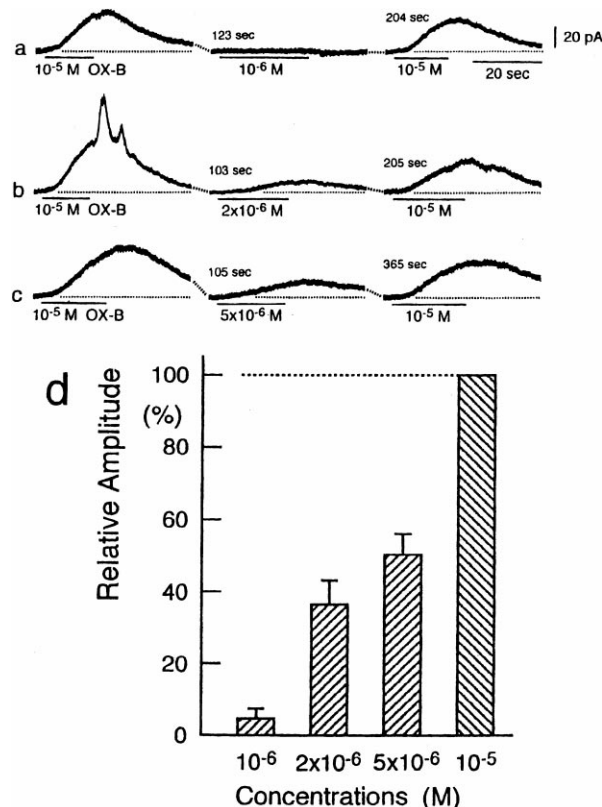 123 sec 204 sec 20 pA
a
10⁻⁵ M OX-B 10⁻⁶ M 10⁻⁵ M 20 sec
103 sec 205 sec
b
10⁻⁵ M OX-B 2x10⁻⁶ M 10⁻⁵ M
105 sec 365 sec
c
10⁻⁵ M OX-B 5x10⁻⁶ M 10⁻⁵ M
d
Relative Amplitude
(%)
100
80
60
40
20
0
10⁻⁶ 2x10⁻⁶ 5x10⁻⁶ 10⁻⁵
Concentrations (M)